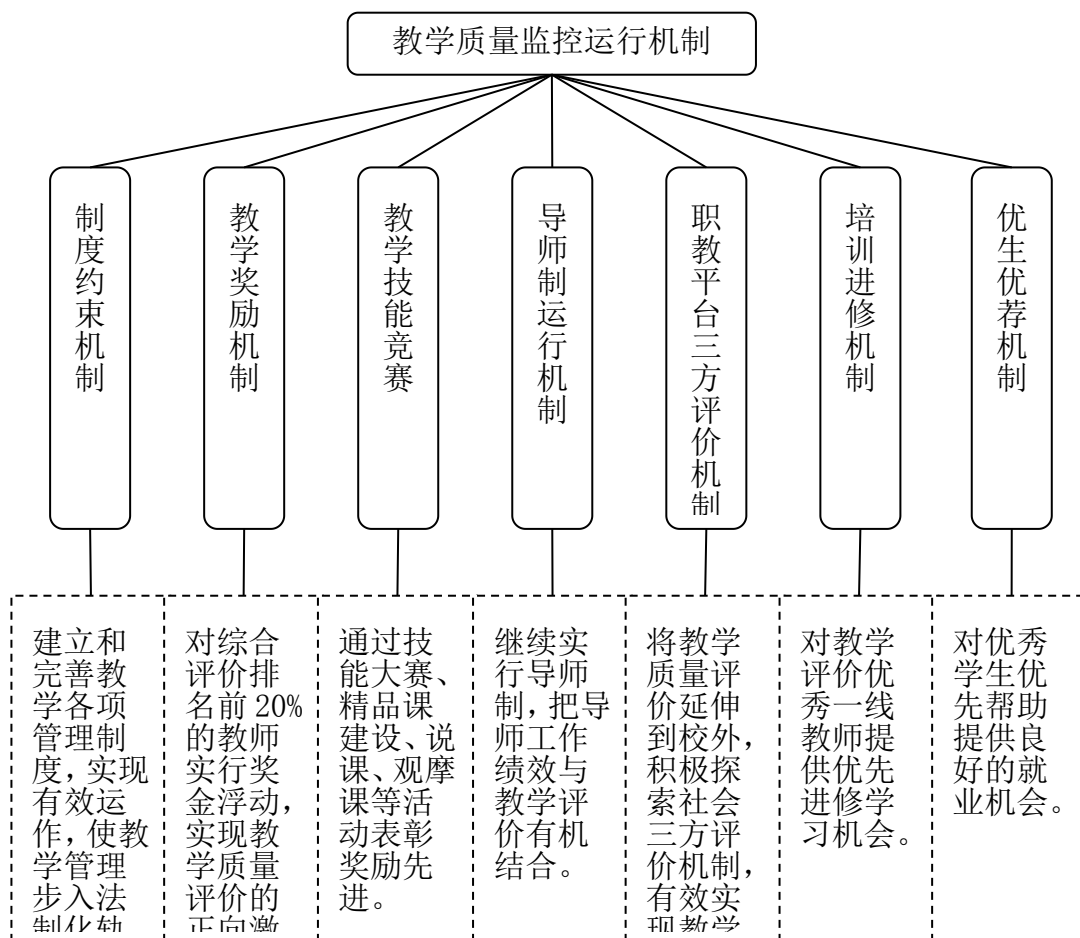 教学质量监控运行机制
制度约束机制
教学奖励机制
教学技能竞赛
导师制运行机制
职教平台三方评价机制
培训进修机制
优生优荐机制
建立和
完善教
学各项
管理制
度,实现
有效运
作,使教
学管理
步入法
制化轨
对综合
评价排
名前 20%
的教师
实行奖
金浮动,
实现教
学质量
评价的
正向激
通过技
能大赛、
精品课
建设、说
课、观摩
课等活
动表彰
奖励先
进。
继续实
行导师
制,把导
师工作
绩效与
教学评
价有机
结合。
将教学
质量评
价延伸
到校外,
积极探
索社会
三方评
价机制,
有效实
现教学
对教学
评价优
秀一线
教师提
供优先
进修学
习机会。
对优秀
学生优
先帮助
提供良
好的就
业机会。